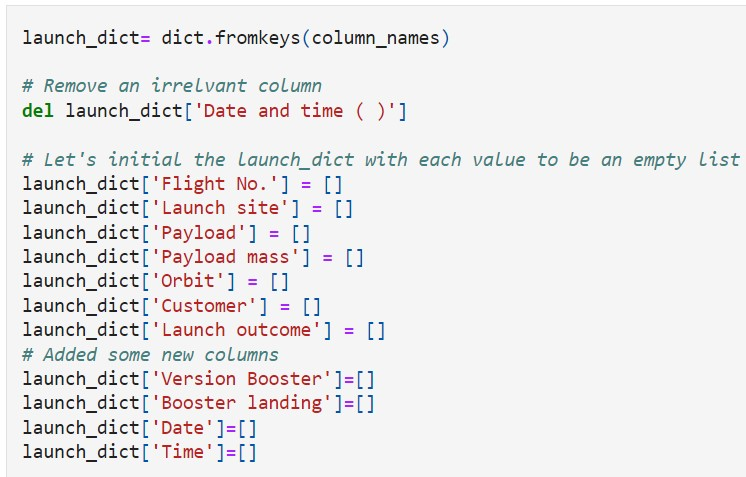 launch_dict= dict.fromkeys(column_names)
# Remove an irrelvant column
del launch_dict['Date and time ( )']
# Let's initial the launch_dict with each value to be an empty list
launch_dict['Flight No.'] = []
launch_dict['Launch site'] = []
launch_dict['Payload'] = []
launch_dict['Payload mass'] = []
launch_dict['Orbit'] = []
launch_dict['Customer'] = []
launch_dict['Launch outcome'] = []
# Added some new columns
launch_dict['Version Booster']=[]
launch_dict['Booster landing']=[]
launch_dict['Date']=[]
launch_dict['Time']=[]